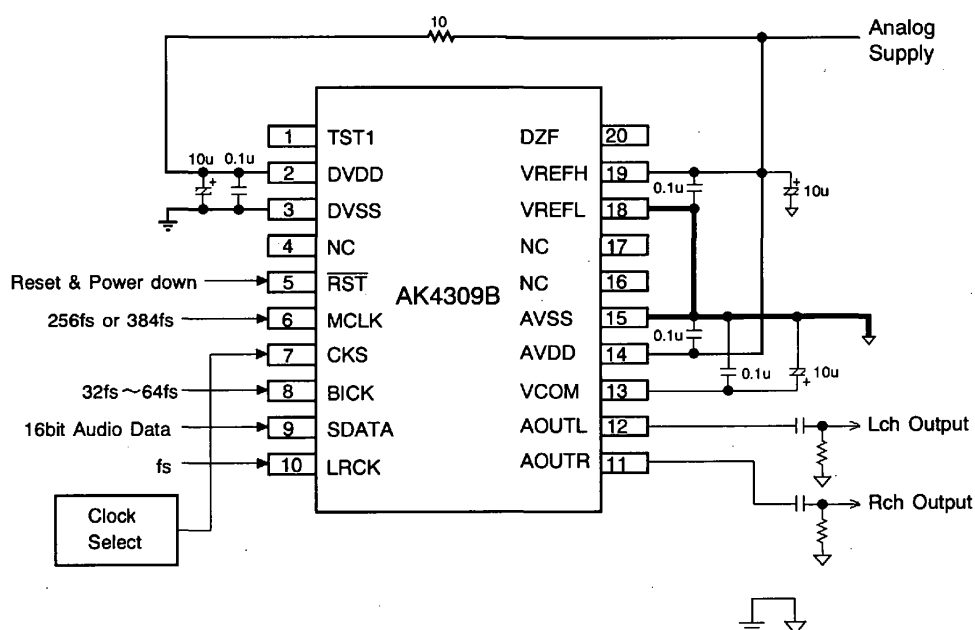 10
Analog
Supply
1 TST1 DZF 20
10u 0.1u 2 DVDD VREFH 19 0.1u + 10u
+ 3 DVSS VREFL 18
4 NC NC 17
Reset & Power down 5 RST NC 16
AK4309B
256fs or 384fs 6 MCLK AVSS 15
0.1u
7 CKS AVDD 14 0.1u 10u
+
32fs～64fs 8 BICK VCOM 13
16bit Audio Data 9 SDATA AOUTL 12 Lch Output
fs 10 LRCK AOUTR 11
Rch Output
Clock
Select